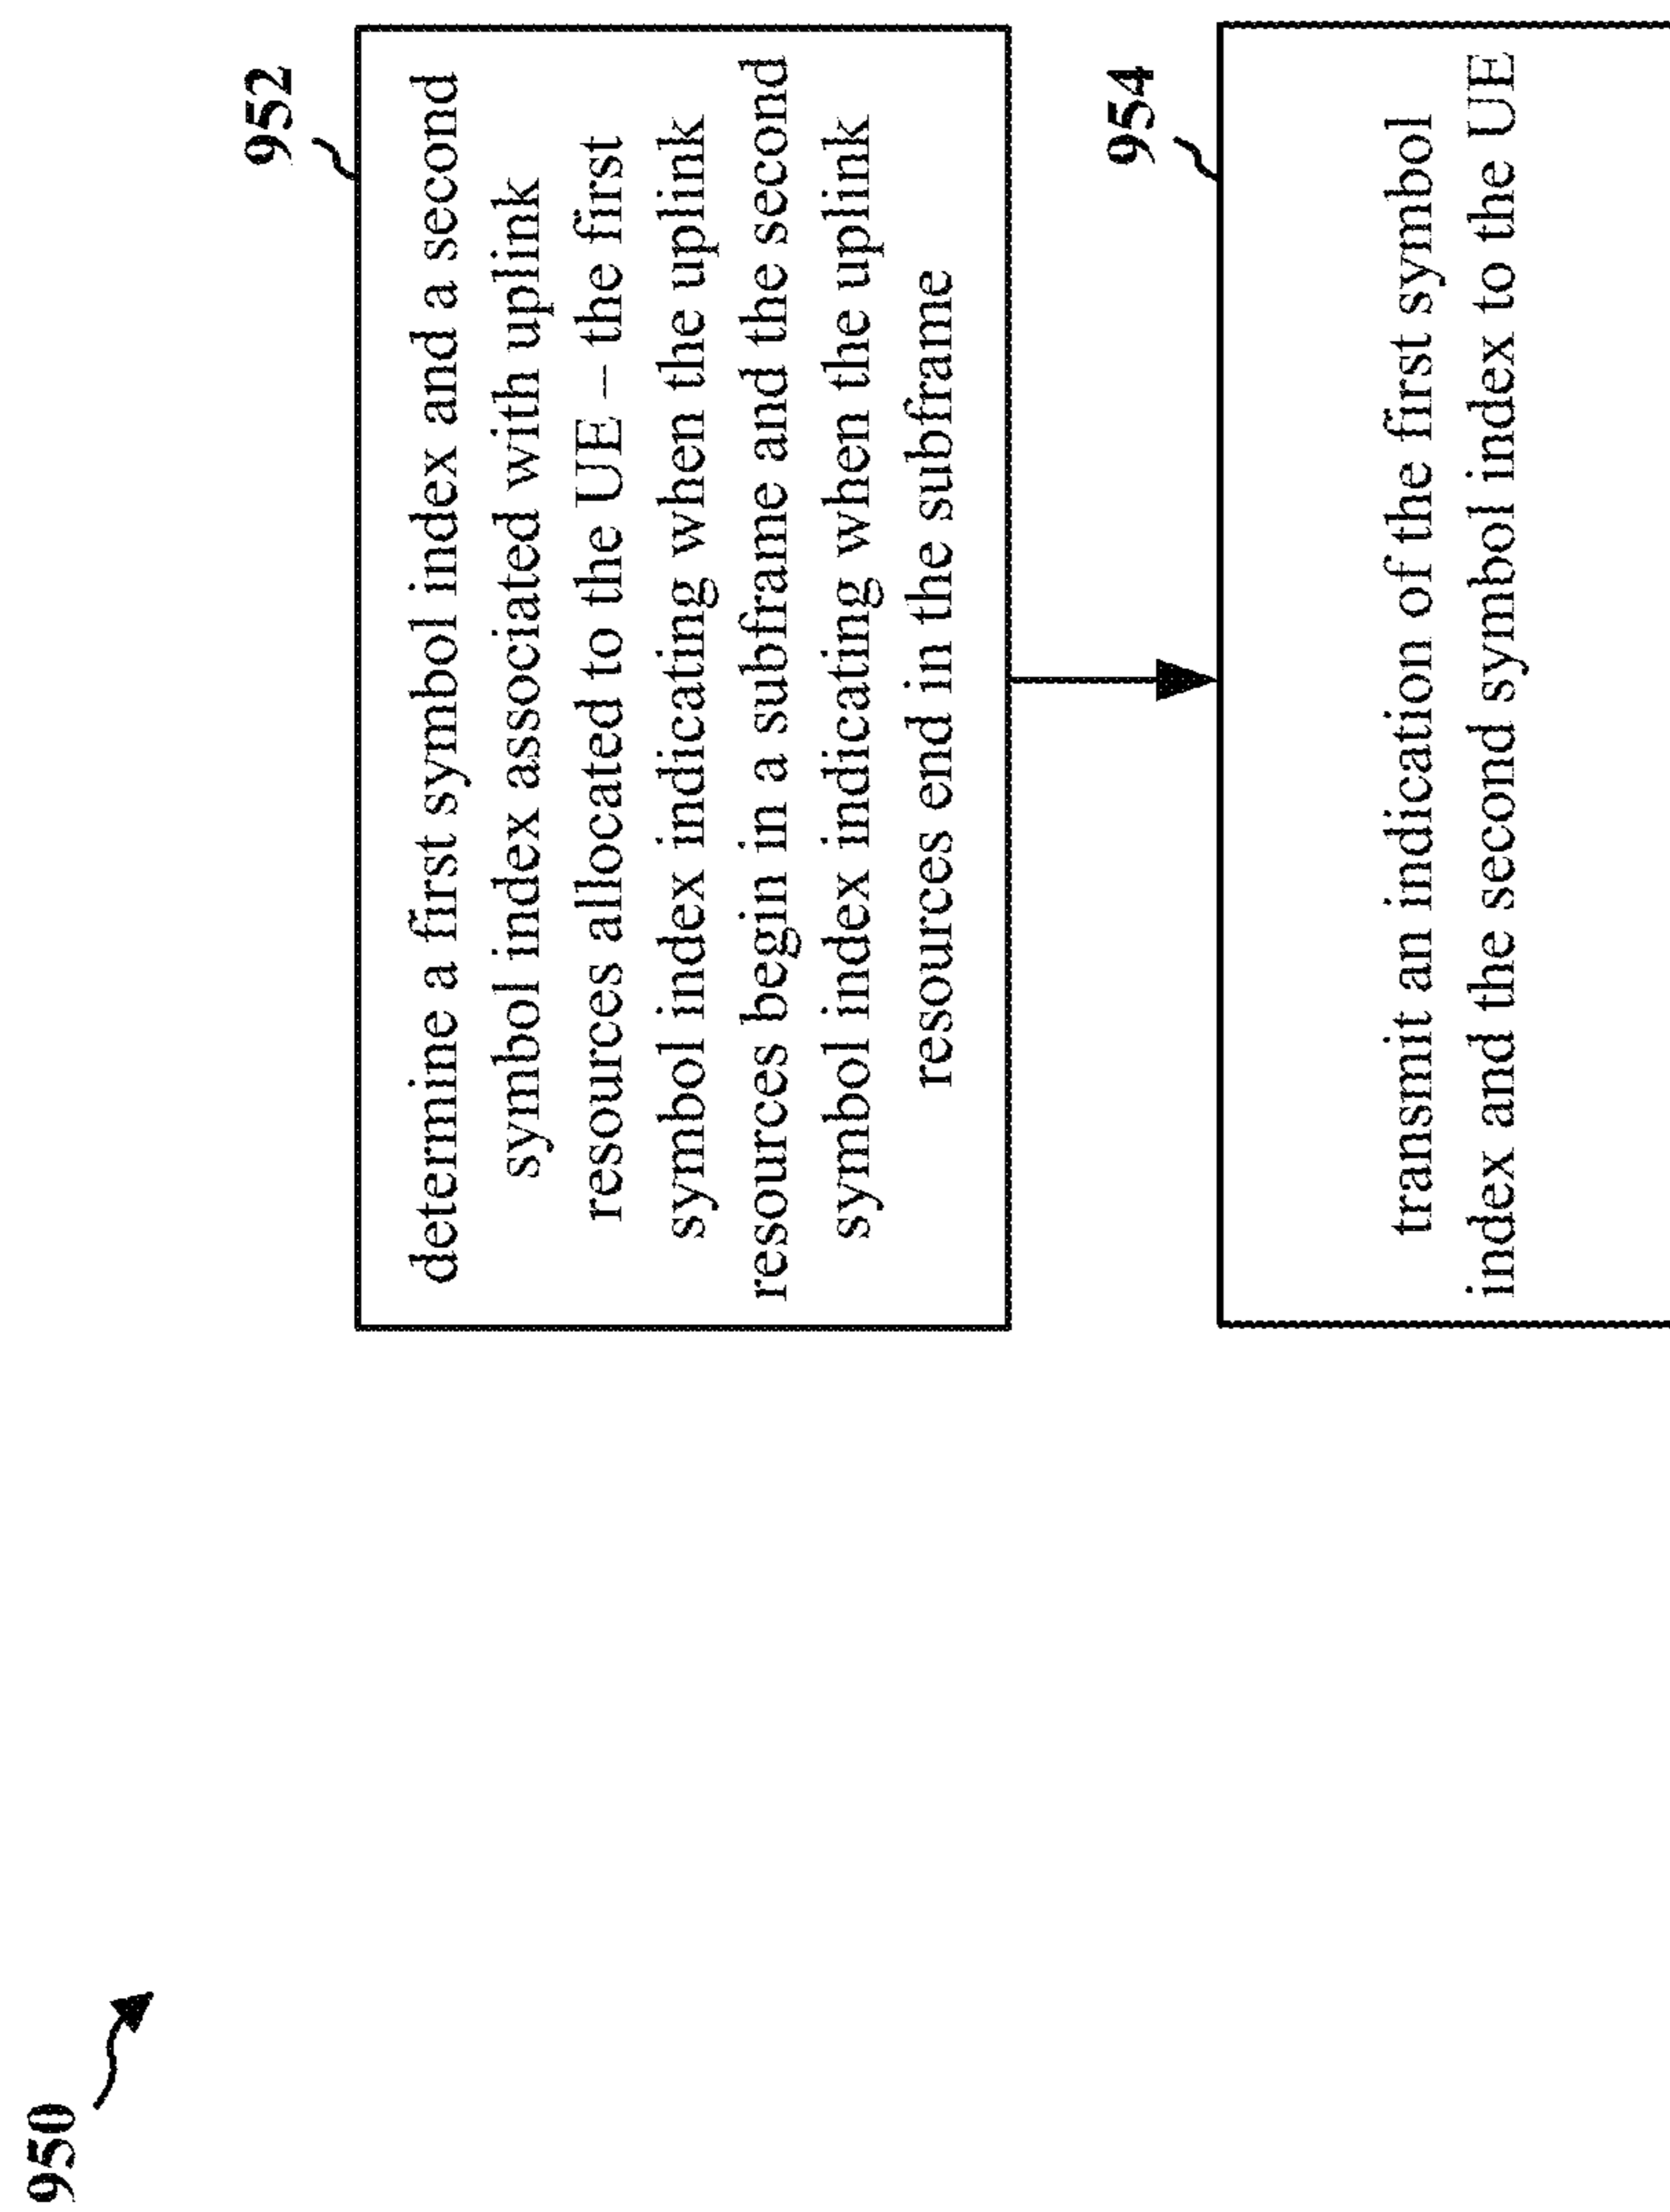 950
952
determine a first symbol index and a second
symbol index associated with uplink
resources allocated to the UE – the first
symbol index indicating when the uplink
resources begin in a subframe and the second
symbol index indicating when the uplink
resources end in the subframe
954
transmit an indication of the first symbol
index and the second symbol index to the UE